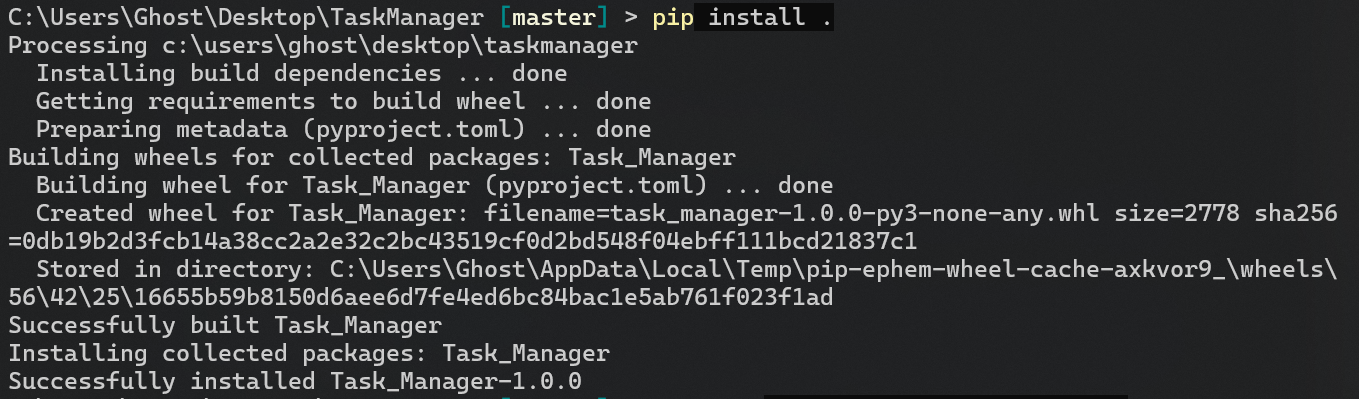 C:\Users\Ghost\Desktop\TaskManager [master] > pip install .
Processing c:\users\ghost\desktop\taskmanager
  Installing build dependencies ... done
  Getting requirements to build wheel ... done
  Preparing metadata (pyproject.toml) ... done
Building wheels for collected packages: Task_Manager
  Building wheel for Task_Manager (pyproject.toml) ... done
  Created wheel for Task_Manager: filename=task_manager-1.0.0-py3-none-any.whl size=2778 sha256
=0db19b2d3fcb14a38cc2a2e32c2bc43519cf0d2bd548f04ebff111bcd21837c1
  Stored in directory: C:\Users\Ghost\AppData\Local\Temp\pip-ephem-wheel-cache-axkvor9_\wheels\
56\42\25\16655b59b8150d6aee6d7fe4ed6bc84bac1e5ab761f023f1ad
Successfully built Task_Manager
Installing collected packages: Task_Manager
Successfully installed Task_Manager-1.0.0